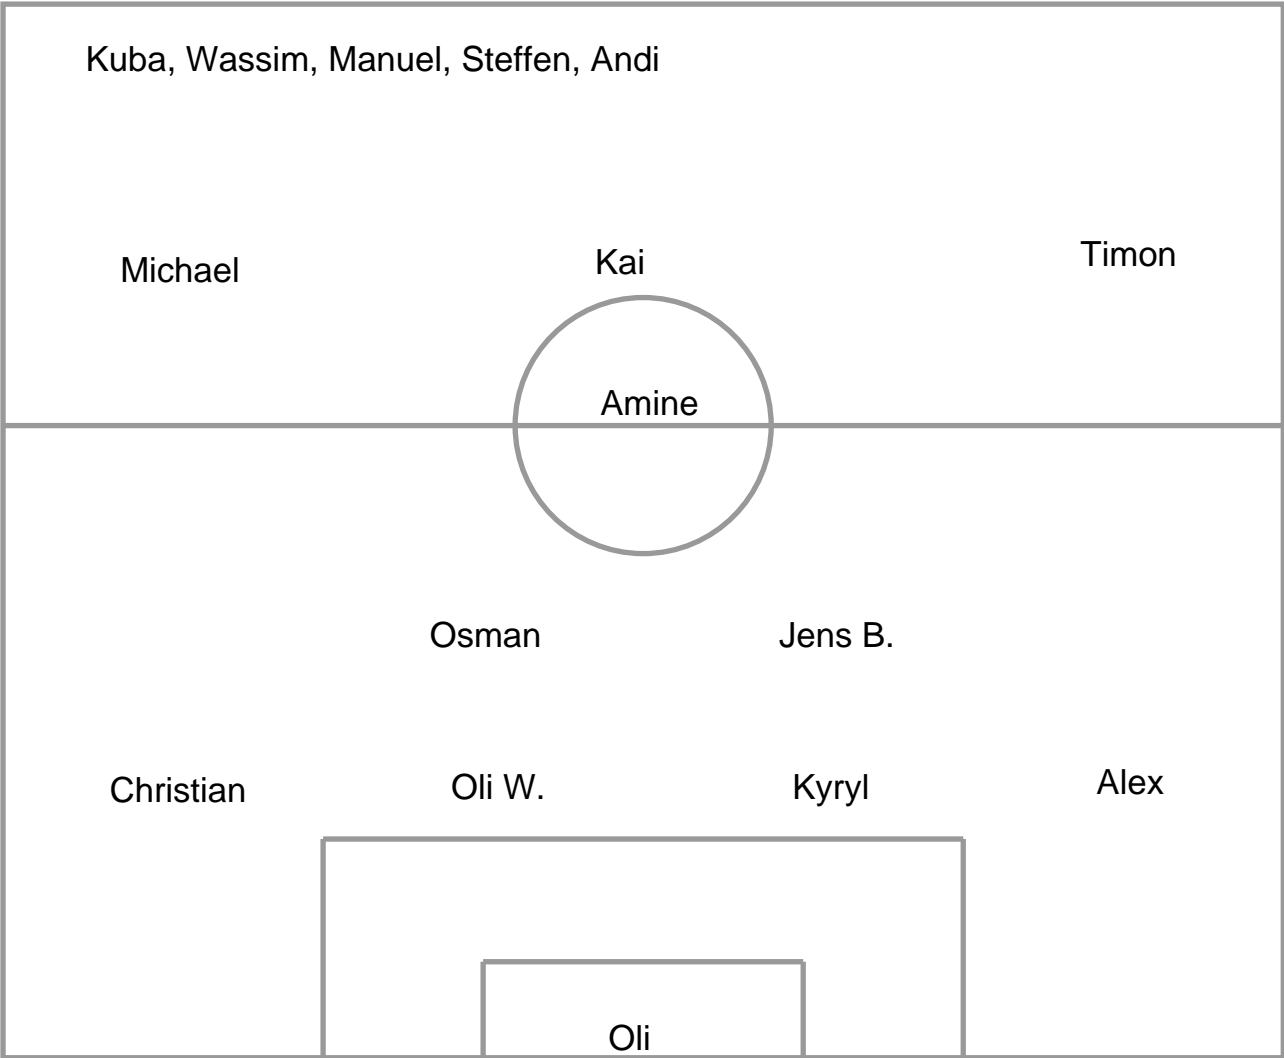 Kuba, Wassim, Manuel, Steffen, Andi
Michael
Kai
Timon
Amine
Osman
Jens B.
Christian
Oli W.
Kyryl
Alex
Oli